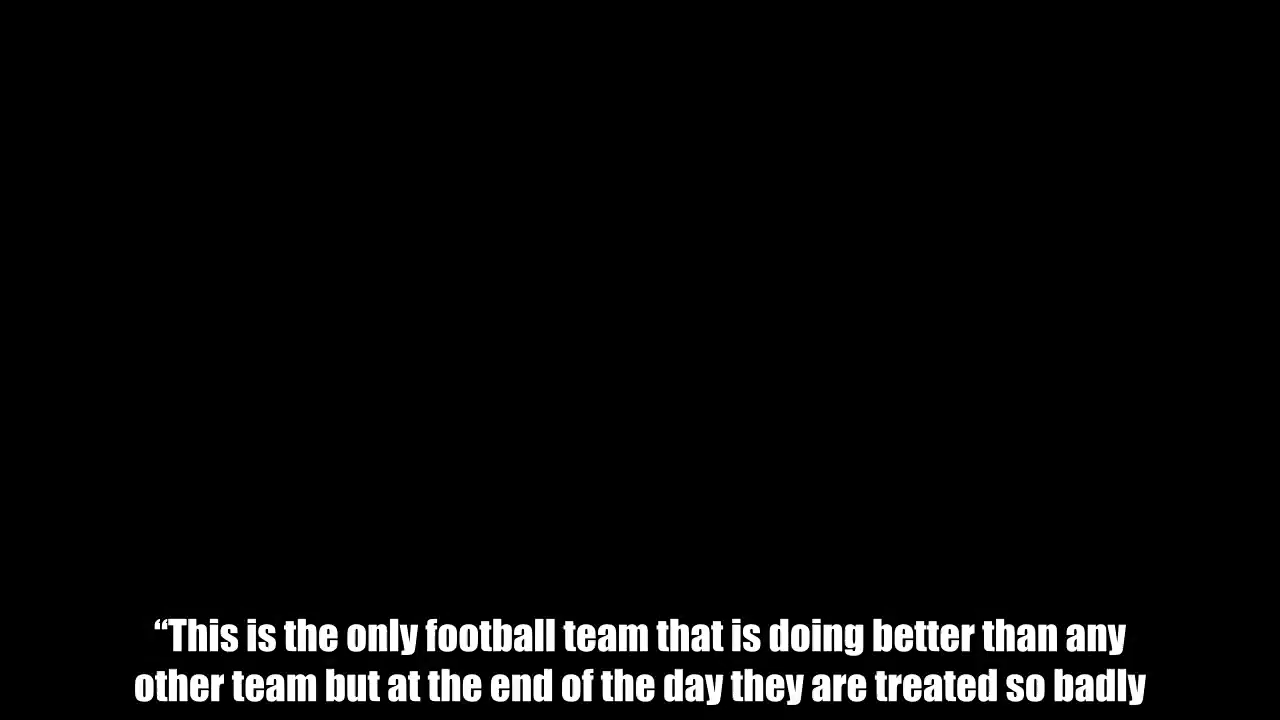 “This is the only football team that is doing better than any
other team but at the end of the day they are treated so badly